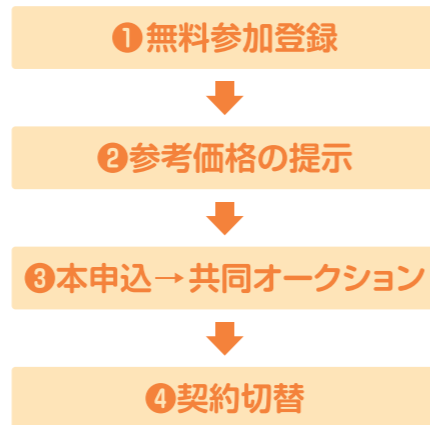 ❶無料参加登録
❷参考価格の提示
❸本申込→共同オークション
❹契約切替